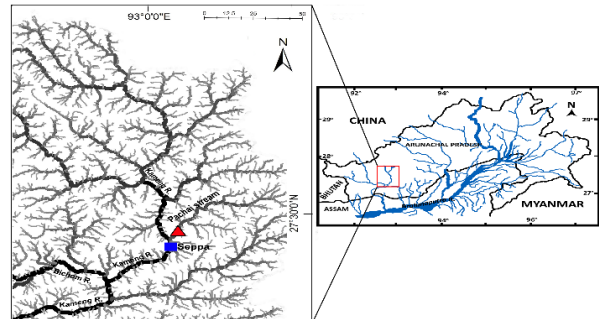 93°0'0"E
0 12.5 25 50
N
Kameng R.
Pachai stream
Seppa
Kameng R.
Bichom R.
Kameng R.
27°30'0"N
92° 94° 97°
N
CHINA
29° 29°
ARUNACHAL PRADESH
28°
27°
BHUTAN
ASSAM
MYANMAR
94° 96°